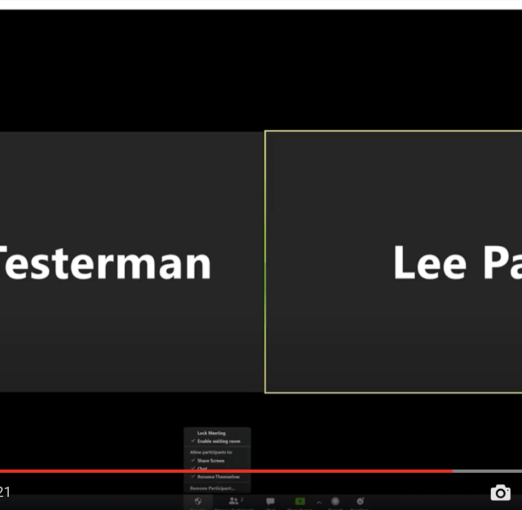 Testerman
Lee Pa
Lock Meeting
✓ Enable waiting room
Allow participants to:
✓ Share Screen
✓ Chat
✓ Rename Themselves
Remove Participant...
21